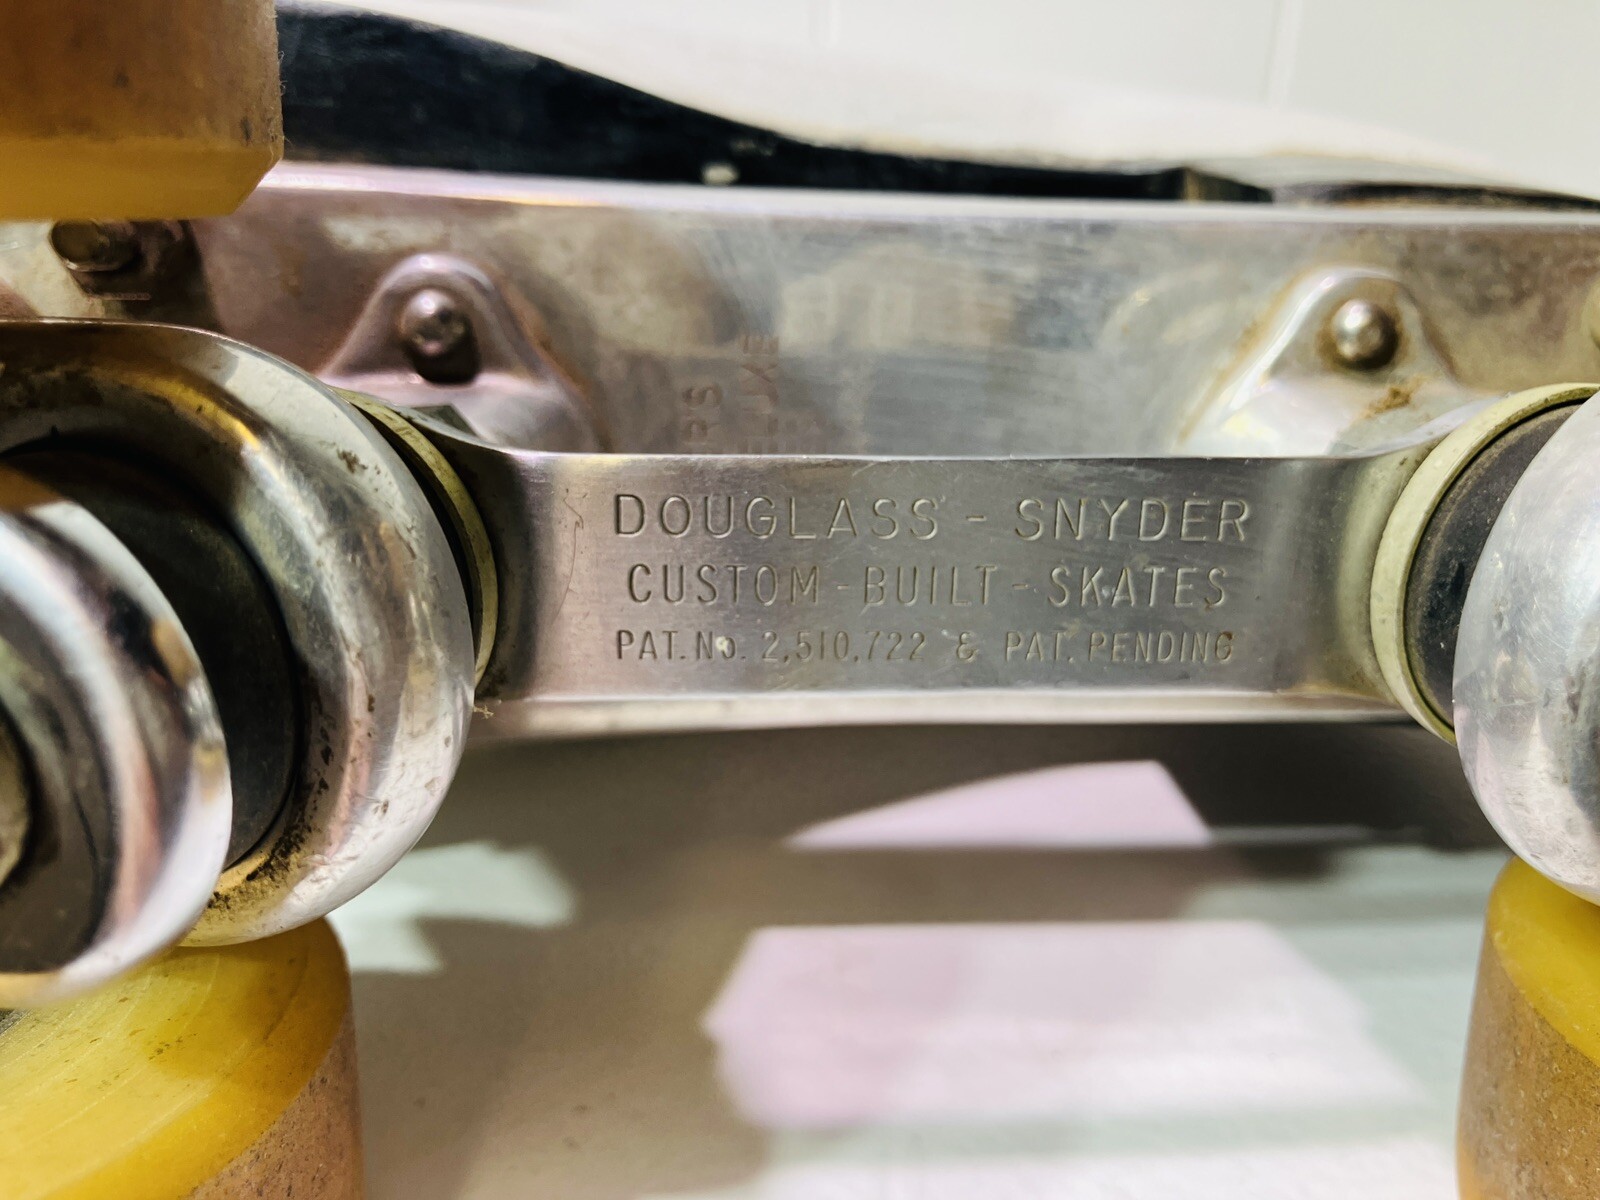 DOUGLASS - SNYDER
CUSTOM - BUILT - SKATES
PAT. No. 2,510,722 & PAT. PENDING